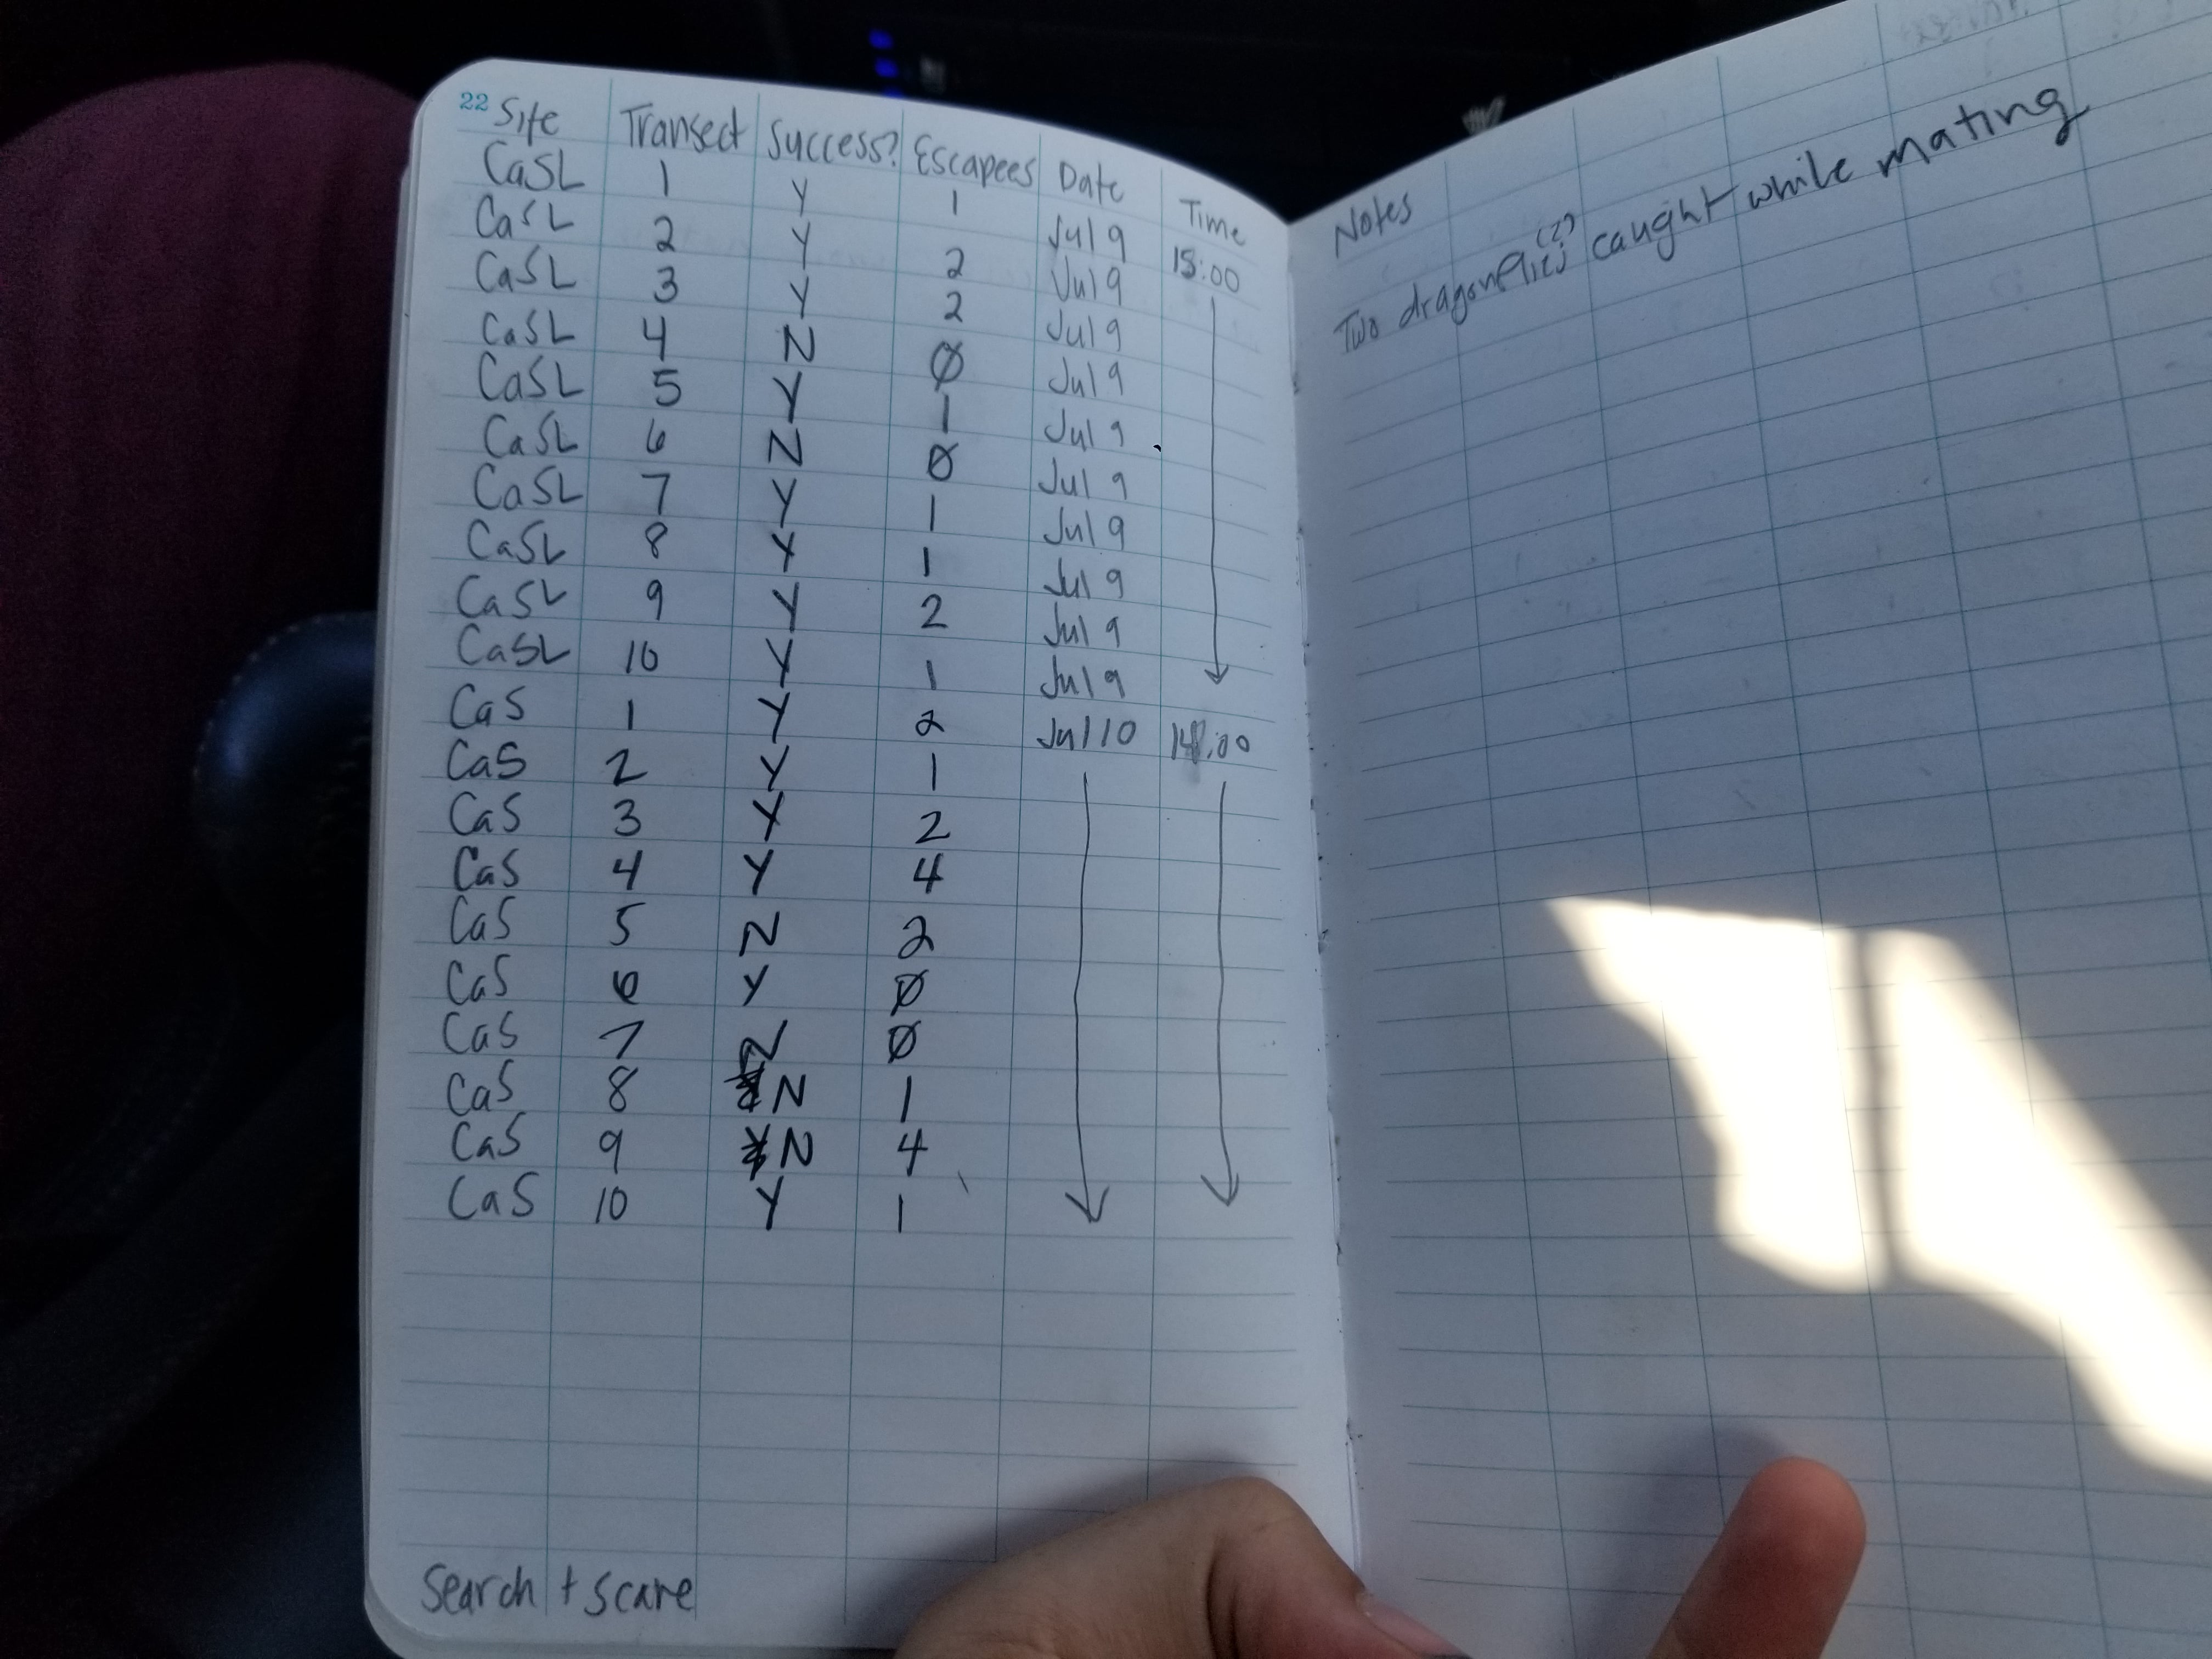 22 Site Transect Success? Escapees Date Time Notes
CaSL 1 Y 1 Jul 9 15:00 Two dragonflies (2) caught while mating
CaSL 2 Y 2 Jul 9
CaSL 3 Y 2 Jul 9
CaSL 4 N Ø Jul 9
CaSL 5 Y 1 Jul 9
CaSL 6 N Ø Jul 9
CaSL 7 Y 1 Jul 9
CaSL 8 Y 1 Jul 9
CaSL 9 Y 2 Jul 9
CaSL 10 Y 1 Jul 9
CaS 1 Y 2 Jul 10 :00
CaS 2 Y 1
CaS 3 Y 2
CaS 4 Y 4
CaS 5 N 2
CaS 6 Y Ø
CaS 7 N Ø
CaS 8 N 1
CaS 9 N 4
CaS 10 Y 1
Search + scare